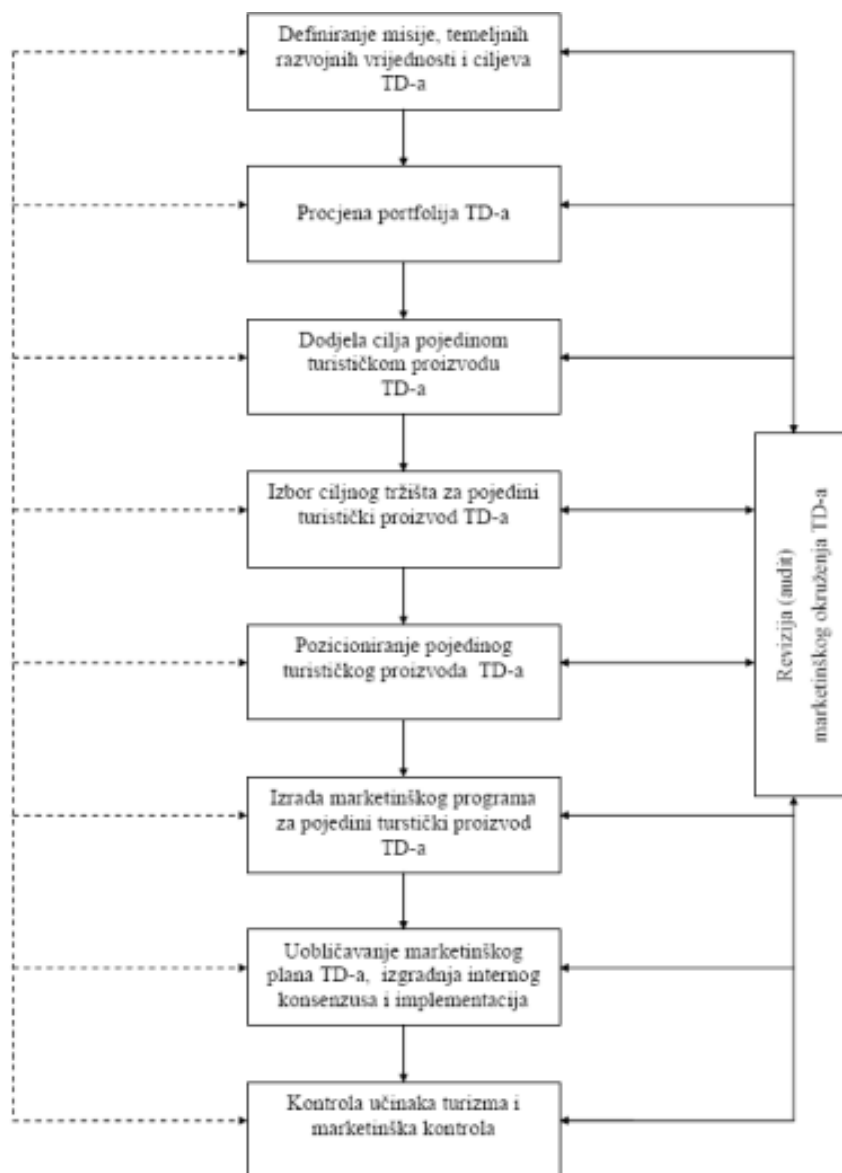 Definiranje misije, temeljnih
razvojnih vrijednosti i ciljeva
TD-a
Procjena portfolija TD-a
Dodjela cilja pojedinom
turističkom proizvodu
TD-a
Izbor ciljnog tržišta za pojedini
turistički proizvod TD-a
Pozicioniranje pojedinog
turističkog proizvoda TD-a
Izrada marketinškog programa
za pojedini turstički proizvod
TD-a
Uobličavanje marketinškog
plana TD-a, izgradnja internog
konsenzusa i implementacija
Kontrola učinaka turizma i
marketinška kontrola
Revizija (audit)
marketinškog okruženja TD-a